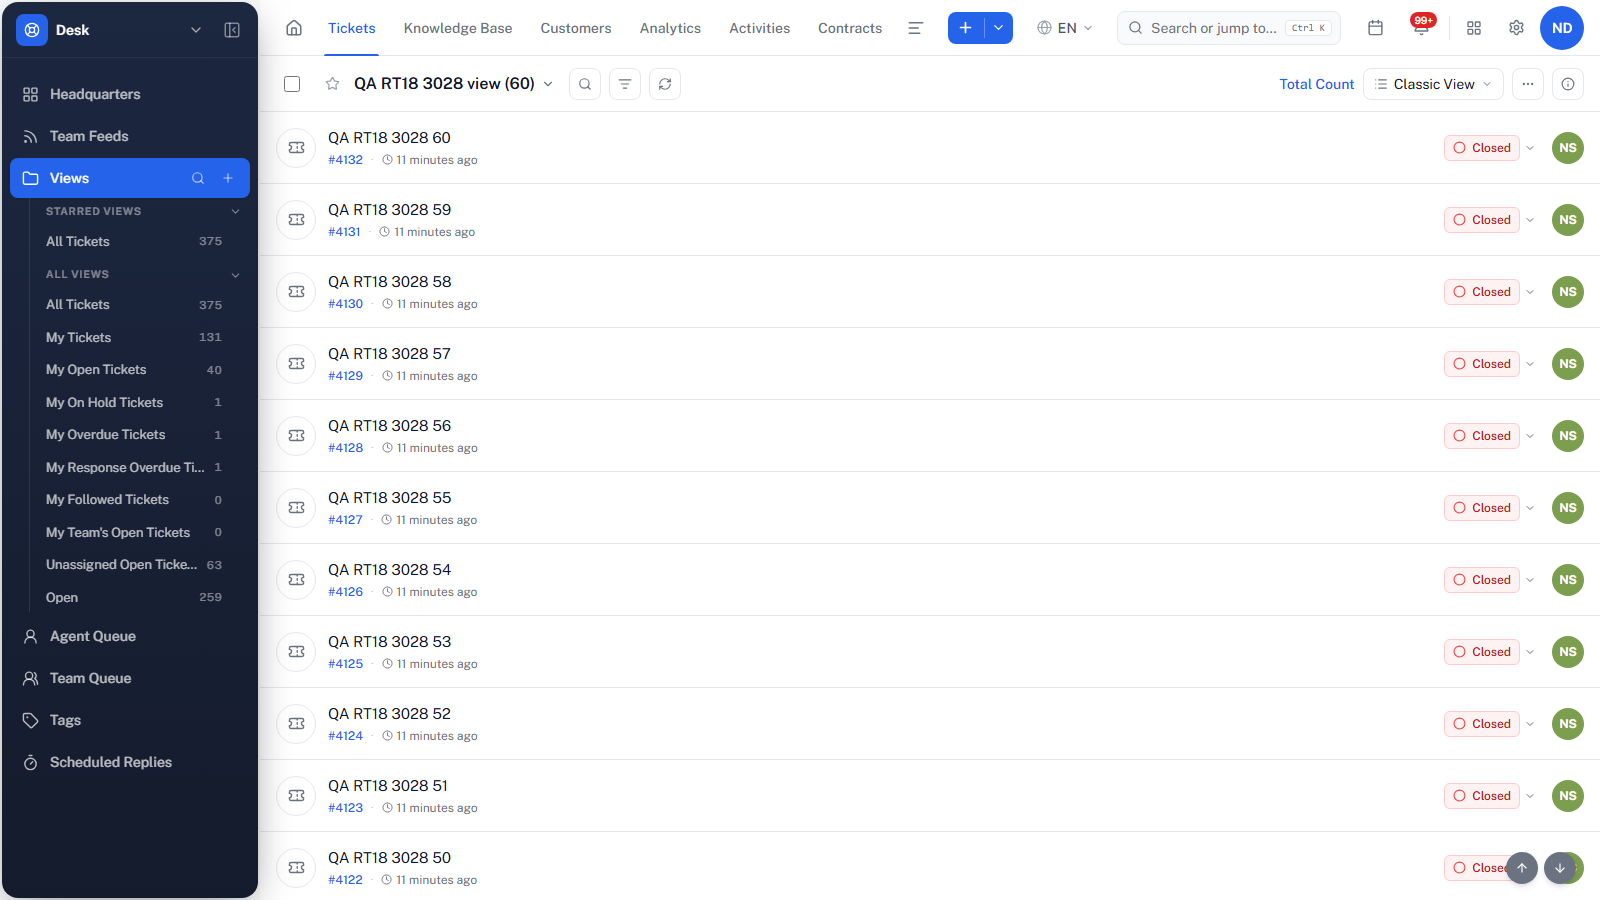 Desk
Headquarters
Team Feeds
Views
STARRED VIEWS
All Tickets 375
ALL VIEWS
All Tickets 375
My Tickets 131
My Open Tickets 40
My On Hold Tickets 1
My Overdue Tickets 1
My Response Overdue Ti... 1
My Followed Tickets 0
My Team's Open Tickets 0
Unassigned Open Ticke... 63
Open 259
Agent Queue
Team Queue
Tags
Scheduled Replies
Tickets Knowledge Base Customers Analytics Activities Contracts EN Search or jump to... Ctrl K 99+ ND
QA RT18 3028 view (60) Total Count Classic View
QA RT18 3028 60
#4132 · 11 minutes ago Closed NS
QA RT18 3028 59
#4131 · 11 minutes ago Closed NS
QA RT18 3028 58
#4130 · 11 minutes ago Closed NS
QA RT18 3028 57
#4129 · 11 minutes ago Closed NS
QA RT18 3028 56
#4128 · 11 minutes ago Closed NS
QA RT18 3028 55
#4127 · 11 minutes ago Closed NS
QA RT18 3028 54
#4126 · 11 minutes ago Closed NS
QA RT18 3028 53
#4125 · 11 minutes ago Closed NS
QA RT18 3028 52
#4124 · 11 minutes ago Closed NS
QA RT18 3028 51
#4123 · 11 minutes ago Closed NS
QA RT18 3028 50
#4122 · 11 minutes ago Closed